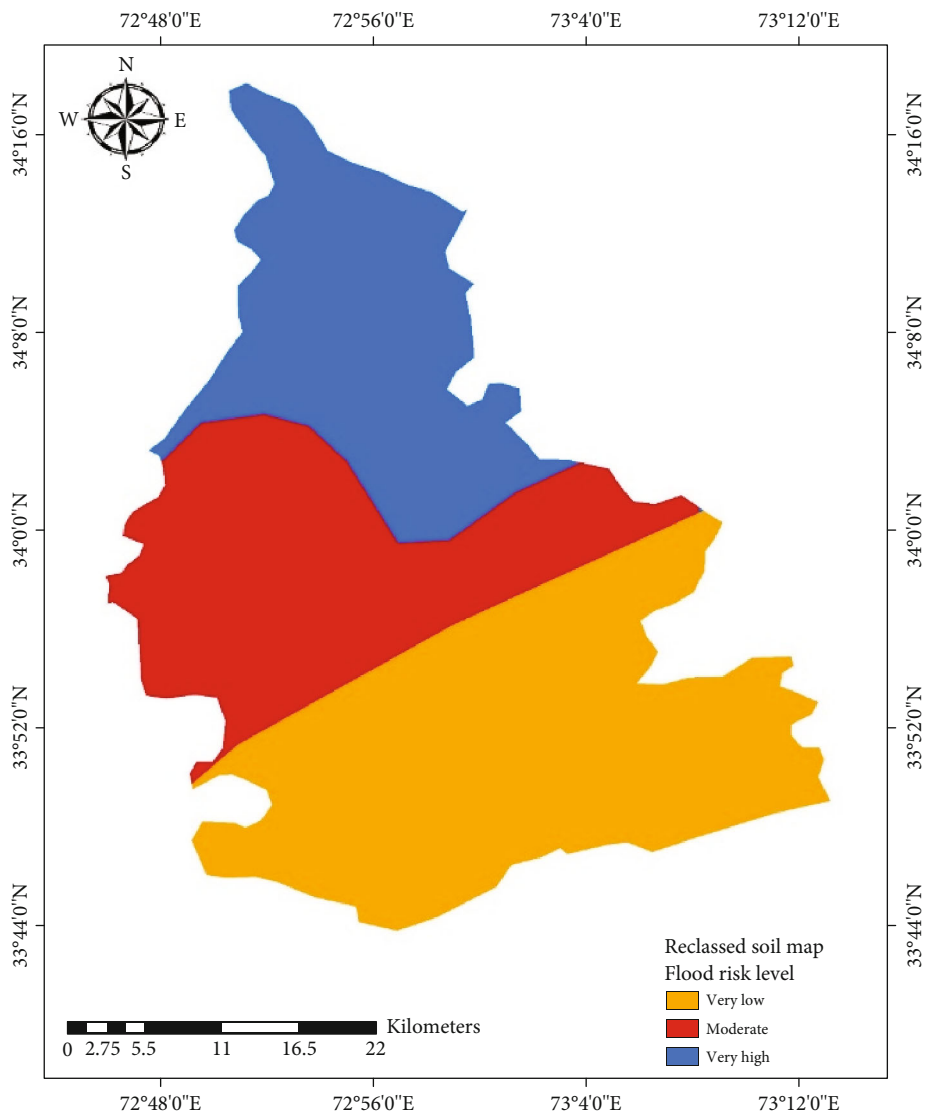 72°48'0"E 72°56'0"E 73°4'0"E 73°12'0"E
N
W E
S
34°16'0"N 34°16'0"N
34°8'0"N 34°8'0"N
34°0'0"N 34°0'0"N
33°52'0"N 33°52'0"N
33°44'0"N 33°44'0"N
Reclassed soil map
Flood risk level
Very low
Moderate
Very high
Kilometers
0 2.75 5.5 11 16.5 22
72°48'0"E 72°56'0"E 73°4'0"E 73°12'0"E